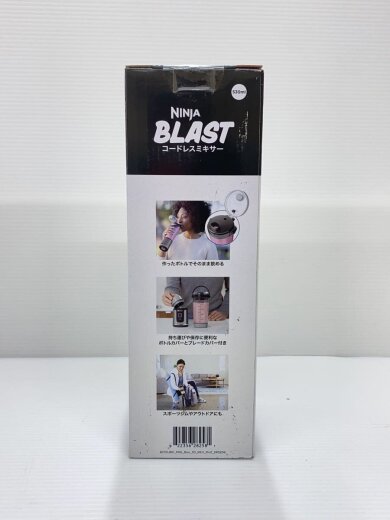 530ml
NINJA
BLAST
コードレスミキサー
作ったボトルでそのまま飲める
持ち運びや保存に便利な
ボトルカバーとブレードカバー付き
スポーツジムやアウトドアにも